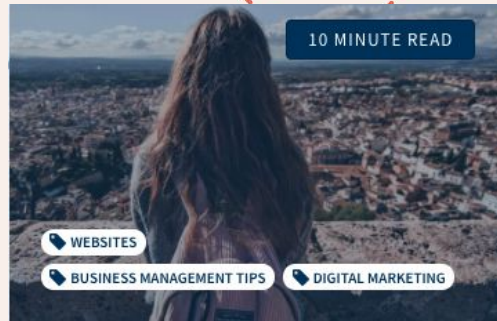 10 MINUTE READ
WEBSITES
BUSINESS MANAGEMENT TIPS
DIGITAL MARKETING